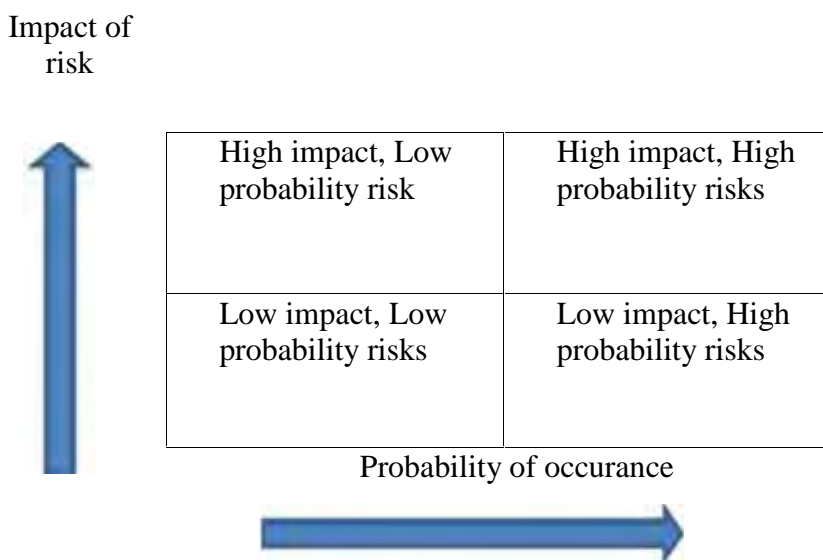 Impact of
risk
High impact, Low
probability risk
High impact, High
probability risks
Low impact, Low
probability risks
Low impact, High
probability risks
Probability of occurance